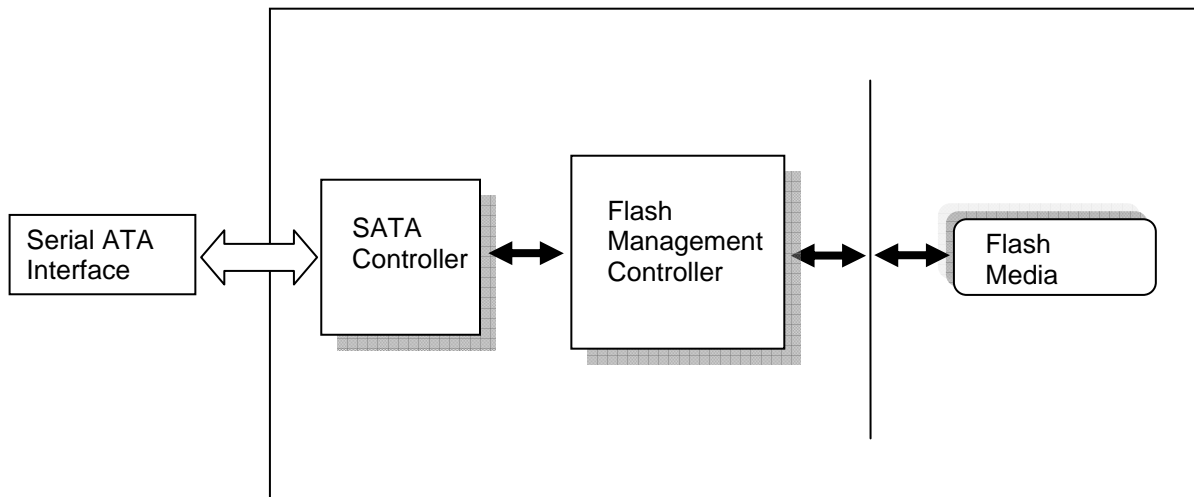 Serial ATA
Interface
SATA
Controller
Flash
Management
Controller
Flash
Media